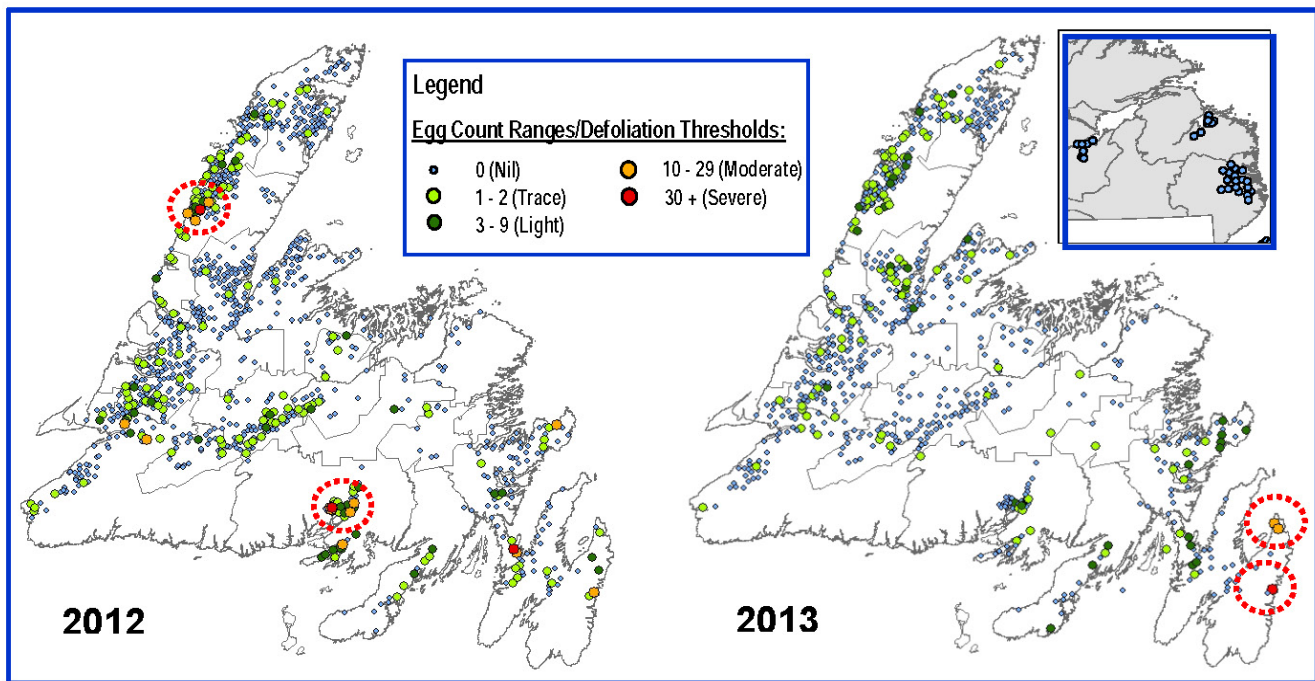 Legend
Egg Count Ranges/Defoliation Thresholds:
0 (Nil)
1 - 2 (Trace)
3 - 9 (Light)
10 - 29 (Moderate)
30 + (Severe)
2012
2013